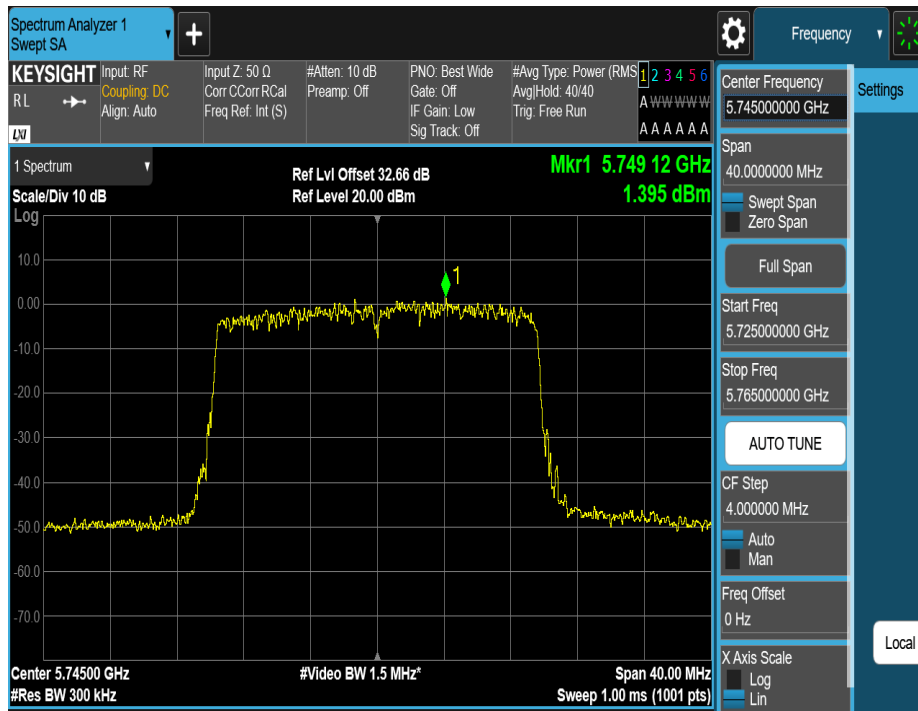 Spectrum Analyzer 1
Swept SA
+
Frequency
KEYSIGHT
RL
LXI
Input: RF
Coupling: DC
Align: Auto
Input Z: 50 Ω
Corr CCorr RCal
Freq Ref: Int (S)
#Atten: 10 dB
Preamp: Off
PNO: Best Wide
Gate: Off
IF Gain: Low
Sig Track: Off
#Avg Type: Power (RMS
Avg|Hold: 40/40
Trig: Free Run
1 2 3 4 5 6
A W W W W W
A A A A A A
1 Spectrum
Scale/Div 10 dB
Log
Ref Lvl Offset 32.66 dB
Ref Level 20.00 dBm
Mkr1 5.749 12 GHz
1.395 dBm
1
10.0
0.00
-10.0
-20.0
-30.0
-40.0
-50.0
-60.0
-70.0
Center 5.74500 GHz
#Res BW 300 kHz
#Video BW 1.5 MHz*
Span 40.00 MHz
Sweep 1.00 ms (1001 pts)
Center Frequency
5.745000000 GHz
Span
40.0000000 MHz
Swept Span
Zero Span
Full Span
Start Freq
5.725000000 GHz
Stop Freq
5.765000000 GHz
AUTO TUNE
CF Step
4.000000 MHz
Auto
Man
Freq Offset
0 Hz
X Axis Scale
Log
Lin
Settings
Local